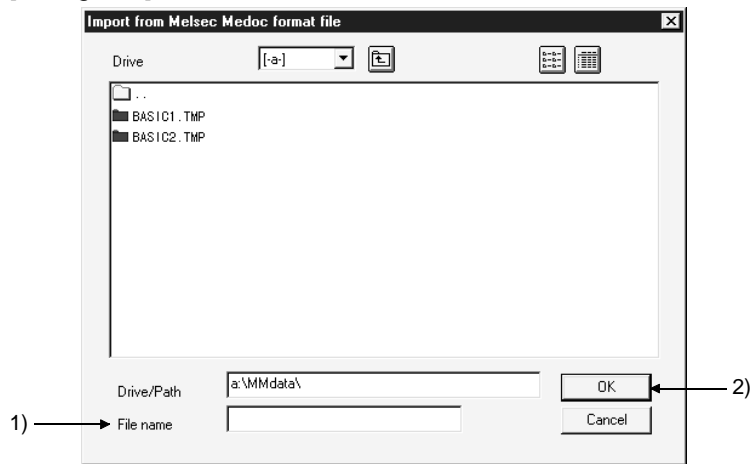 Import from Melsec Medoc format file
Drive
[-a-]
. .
BASIC1.TMP
BASIC2.TMP
Drive/Path
a:\MMdata\
OK
2)
1)
File name
Cancel